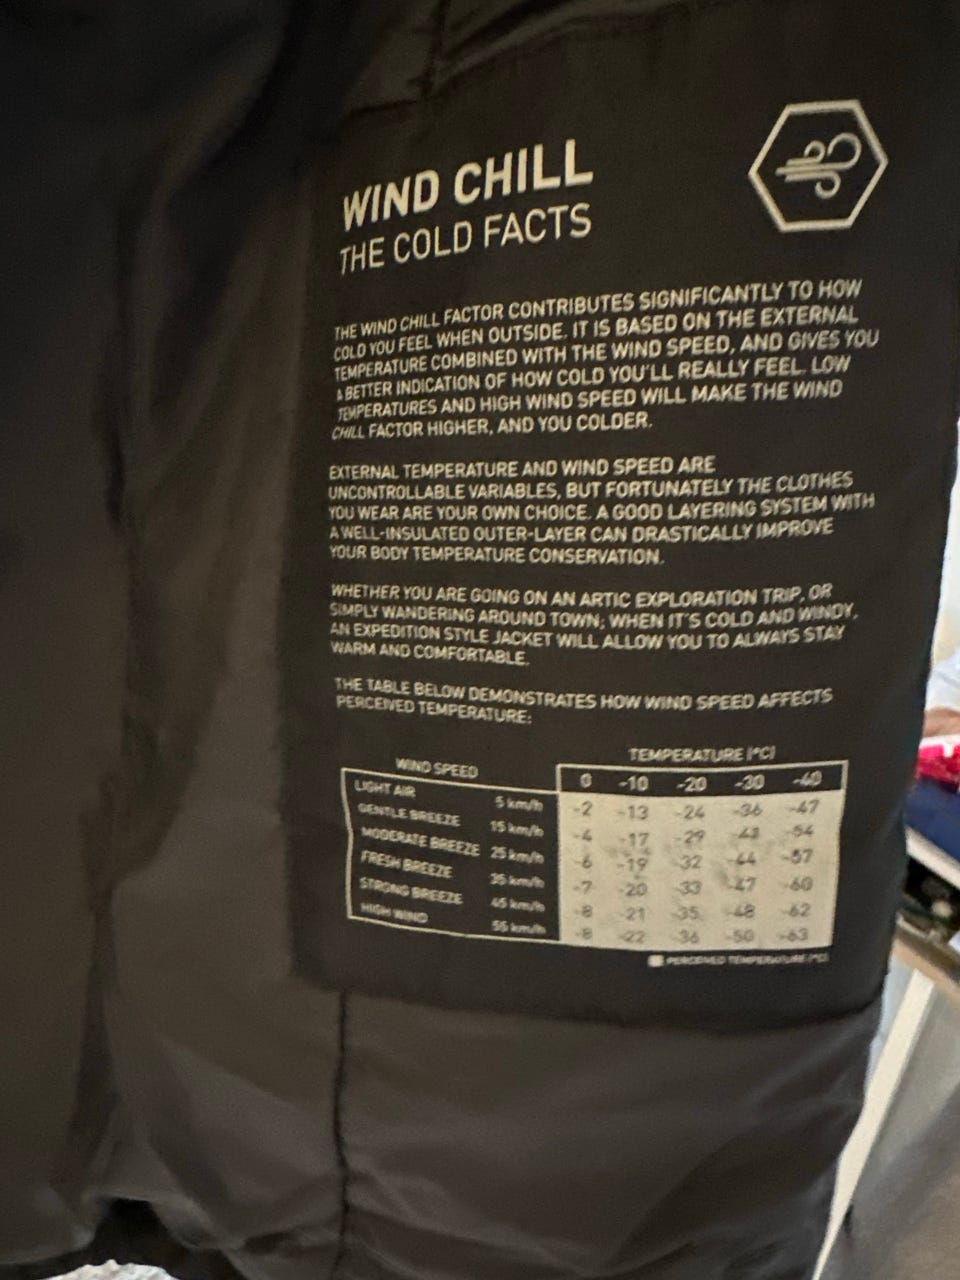 WIND CHILL
THE COLD FACTS
THE WIND CHILL FACTOR CONTRIBUTES SIGNIFICANTLY TO HOW
COLD YOU FEEL WHEN OUTSIDE. IT IS BASED ON THE EXTERNAL
TEMPERATURE COMBINED WITH THE WIND SPEED, AND GIVES YOU
A BETTER INDICATION OF HOW COLD YOU'LL REALLY FEEL. LOW
TEMPERATURES AND HIGH WIND SPEED WILL MAKE THE WIND
CHILL FACTOR HIGHER, AND YOU COLDER.
EXTERNAL TEMPERATURE AND WIND SPEED ARE
UNCONTROLLABLE VARIABLES, BUT FORTUNATELY THE CLOTHES
YOU WEAR ARE YOUR OWN CHOICE. A GOOD LAYERING SYSTEM WITH
A WELL-INSULATED OUTER-LAYER CAN DRASTICALLY IMPROVE
YOUR BODY TEMPERATURE CONSERVATION.
WHETHER YOU ARE GOING ON AN ARTIC EXPLORATION TRIP, OR
SIMPLY WANDERING AROUND TOWN; WHEN IT'S COLD AND WINDY,
AN EXPEDITION STYLE JACKET WILL ALLOW YOU TO ALWAYS STAY
WARM AND COMFORTABLE.
THE TABLE BELOW DEMONSTRATES HOW WIND SPEED AFFECTS
PERCEIVED TEMPERATURE:
WIND SPEED TEMPERATURE (°C)
0 -10 -20 -30 -40
LIGHT AIR 5 km/h -2 -13 -24 -36 -47
GENTLE BREEZE 15 km/h -4 -17 -29 -41 -54
MODERATE BREEZE 25 km/h -6 -19 -32 -44 -57
FRESH BREEZE 35 km/h -7 -20 -33 -47 -60
STRONG BREEZE 45 km/h -8 -21 -35 -48 -62
HIGH WIND 55 km/h -8 -22 -36 -50 -63
PERCEIVED TEMPERATURE (°C)